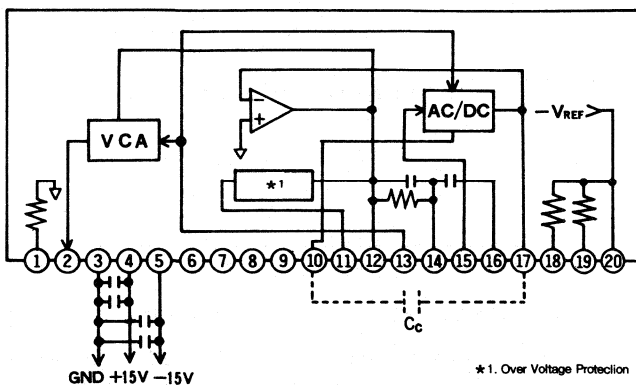 VCA
−
+
AC/DC
−VREF
*1
1 2 3 4 5 6 7 8 9 10 11 12 13 14 15 16 17 18 19 20
CC
GND +15V −15V
*1. Over Voltage Protection